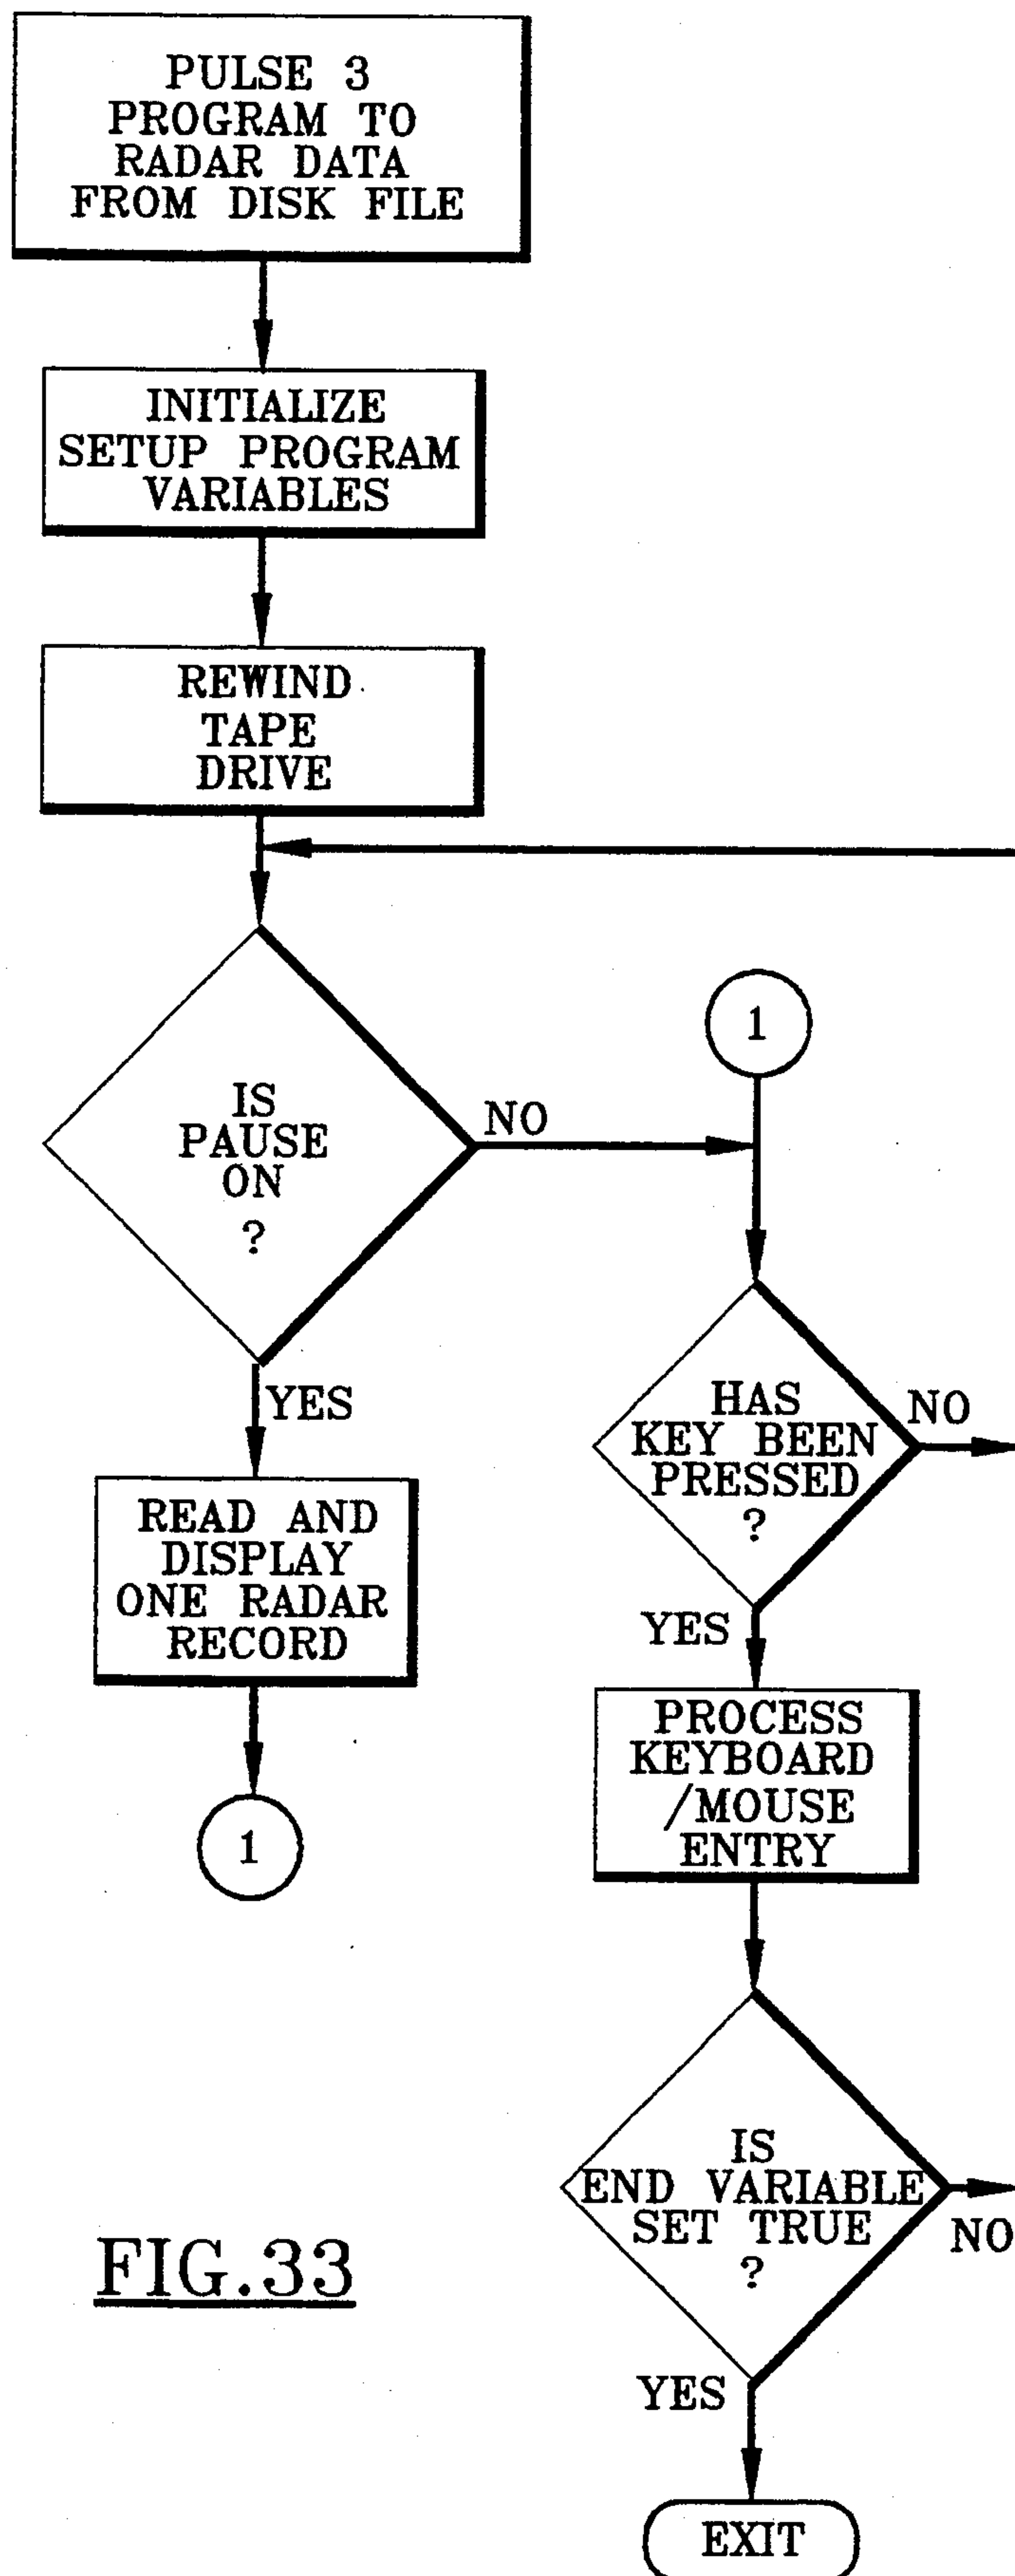 PULSE 3
PROGRAM TO
RADAR DATA
FROM DISK FILE
INITIALIZE
SETUP PROGRAM
VARIABLES
REWIND
TAPE
DRIVE
IS
PAUSE
ON
?
NO
YES
READ AND
DISPLAY
ONE RADAR
RECORD
1
1
HAS
KEY BEEN
PRESSED
?
NO
YES
PROCESS
KEYBOARD
/MOUSE
ENTRY
IS
END VARIABLE
SET TRUE
?
NO
YES
EXIT
FIG.33